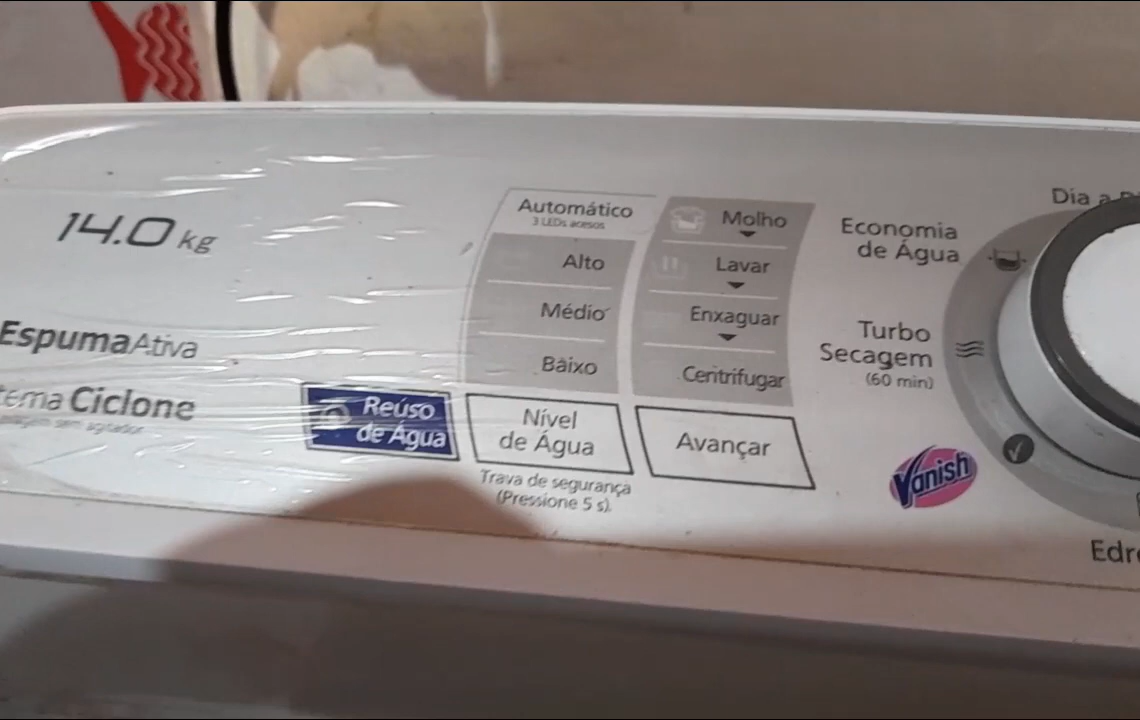 14.0 kg
EspumaAtiva
Ciclone
Reúso
de Água
Automático
3 LEDs acesos
Alto
Médio
Baixo
Nível
de Água
Trava de segurança
(Pressione 5 s)
Molho
Lavar
Enxaguar
Centrifugar
Avançar
Economia
de Água
Turbo
Secagem
(60 min)
Vanish
Dia a